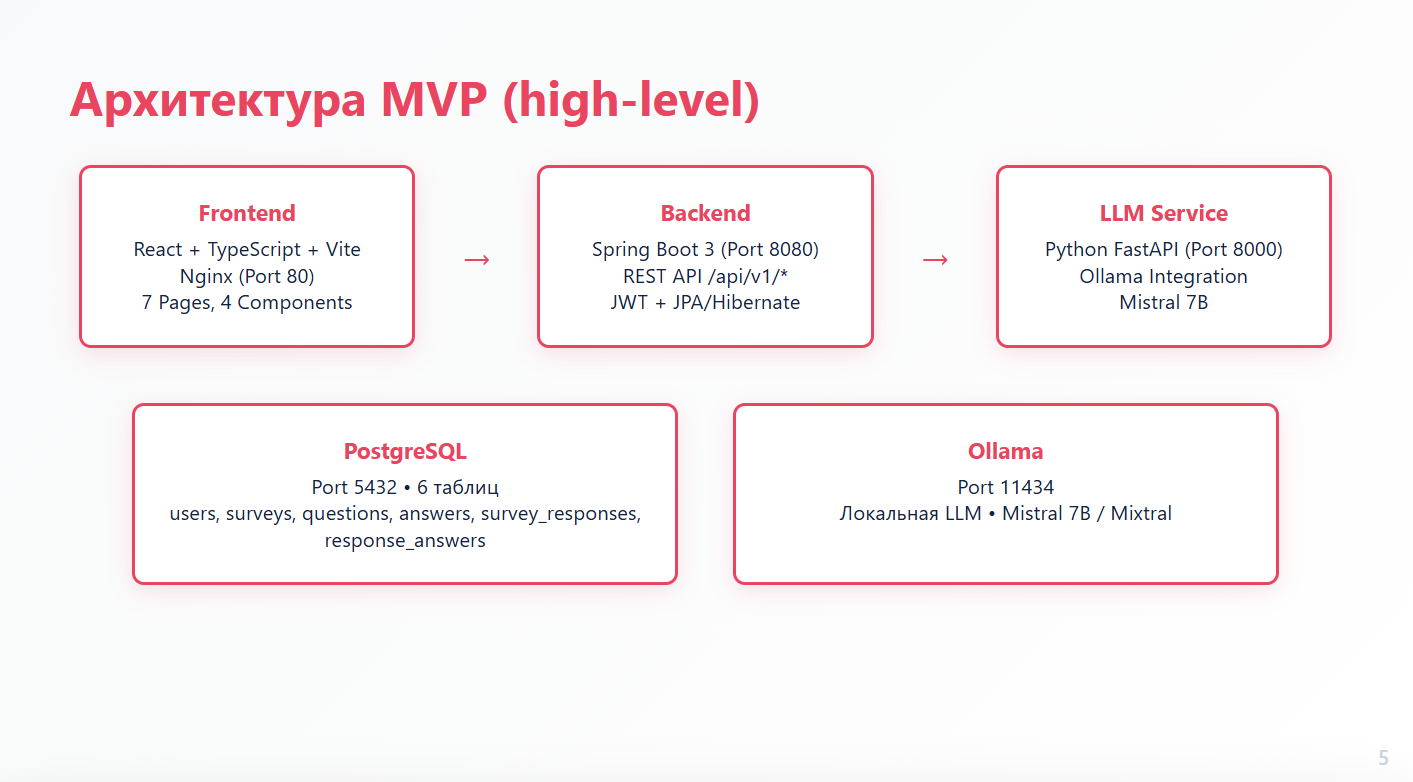 Архитектура MVP (high-level)
Frontend
React + TypeScript + Vite
Nginx (Port 80)
7 Pages, 4 Components
→
Backend
Spring Boot 3 (Port 8080)
REST API /api/v1/*
JWT + JPA/Hibernate
→
LLM Service
Python FastAPI (Port 8000)
Ollama Integration
Mistral 7B
PostgreSQL
Port 5432 • 6 таблиц
users, surveys, questions, answers, survey_responses,
response_answers
Ollama
Port 11434
Локальная LLM • Mistral 7B / Mixtral
5